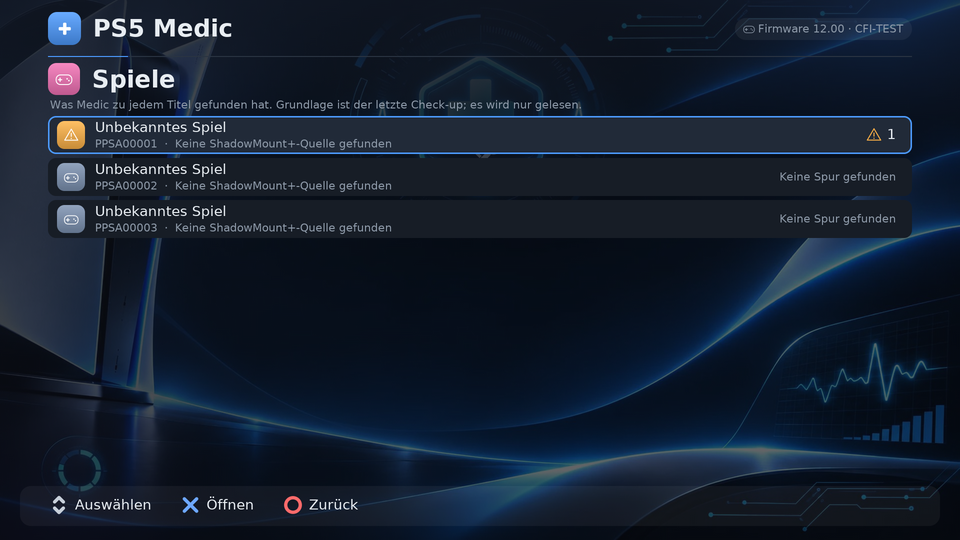 PS5 Medic
Firmware 12.00 · CFI-TEST
Spiele
Was Medic zu jedem Titel gefunden hat. Grundlage ist der letzte Check-up; es wird nur gelesen.
Unbekanntes Spiel
PPSA00001 · Keine ShadowMount+-Quelle gefunden
1
Unbekanntes Spiel
PPSA00002 · Keine ShadowMount+-Quelle gefunden
Keine Spur gefunden
Unbekanntes Spiel
PPSA00003 · Keine ShadowMount+-Quelle gefunden
Keine Spur gefunden
Auswählen
Öffnen
Zurück